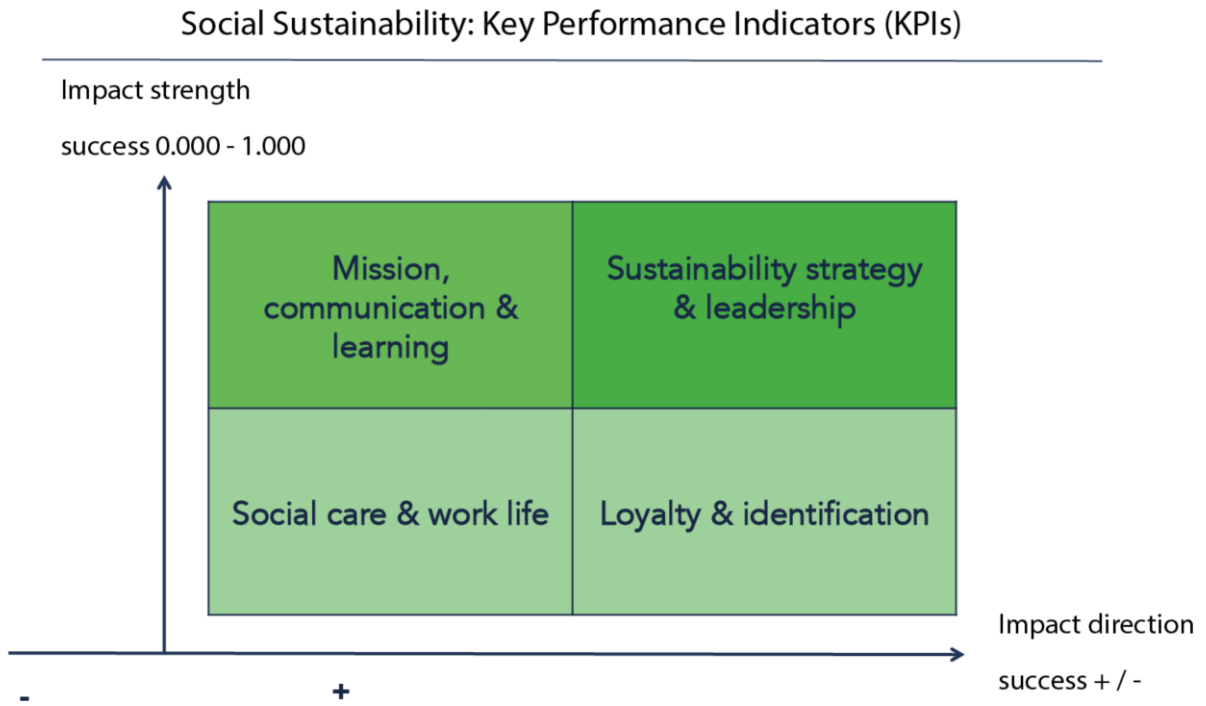 Social Sustainability: Key Performance Indicators (KPIs)
Impact strength
success 0.000 - 1.000
Mission,
communication &
learning
Sustainability strategy
& leadership
Social care & work life
Loyalty & identification
Impact direction
success + / -
-
+